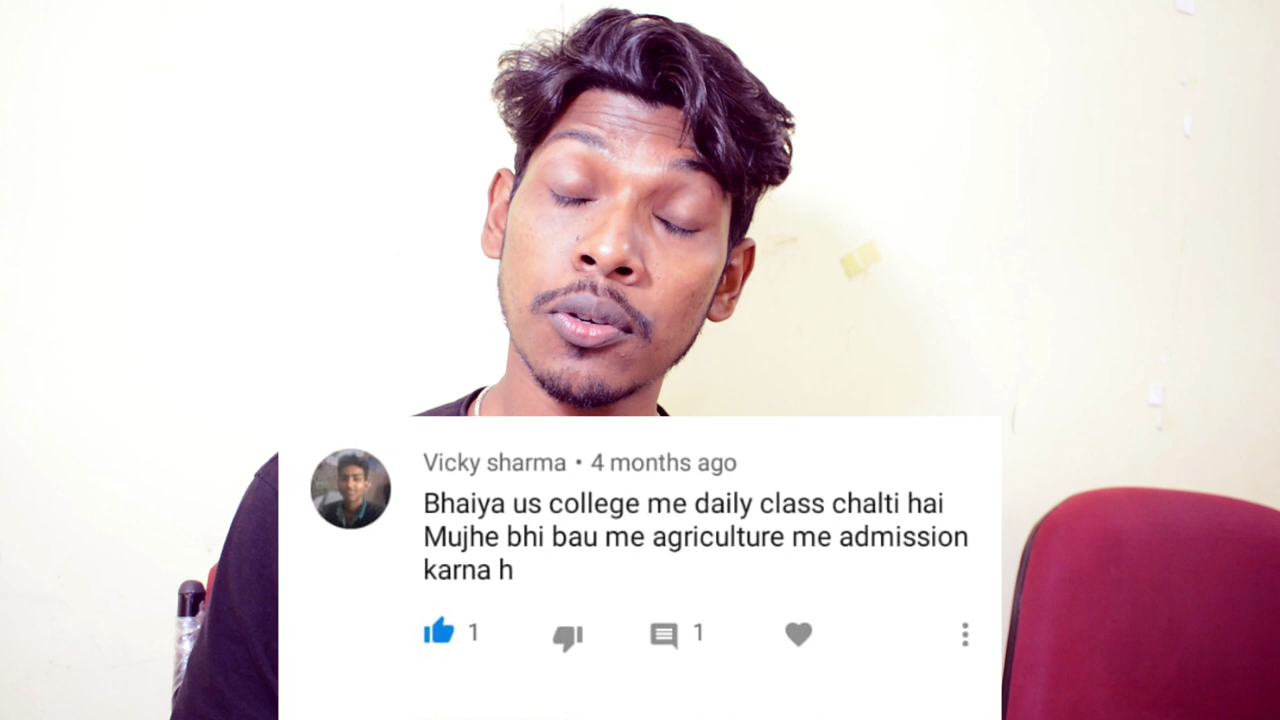 Vicky sharma • 4 months ago
Bhaiya us college me daily class chalti hai
Mujhe bhi bau me agriculture me admission
karna h
1
1